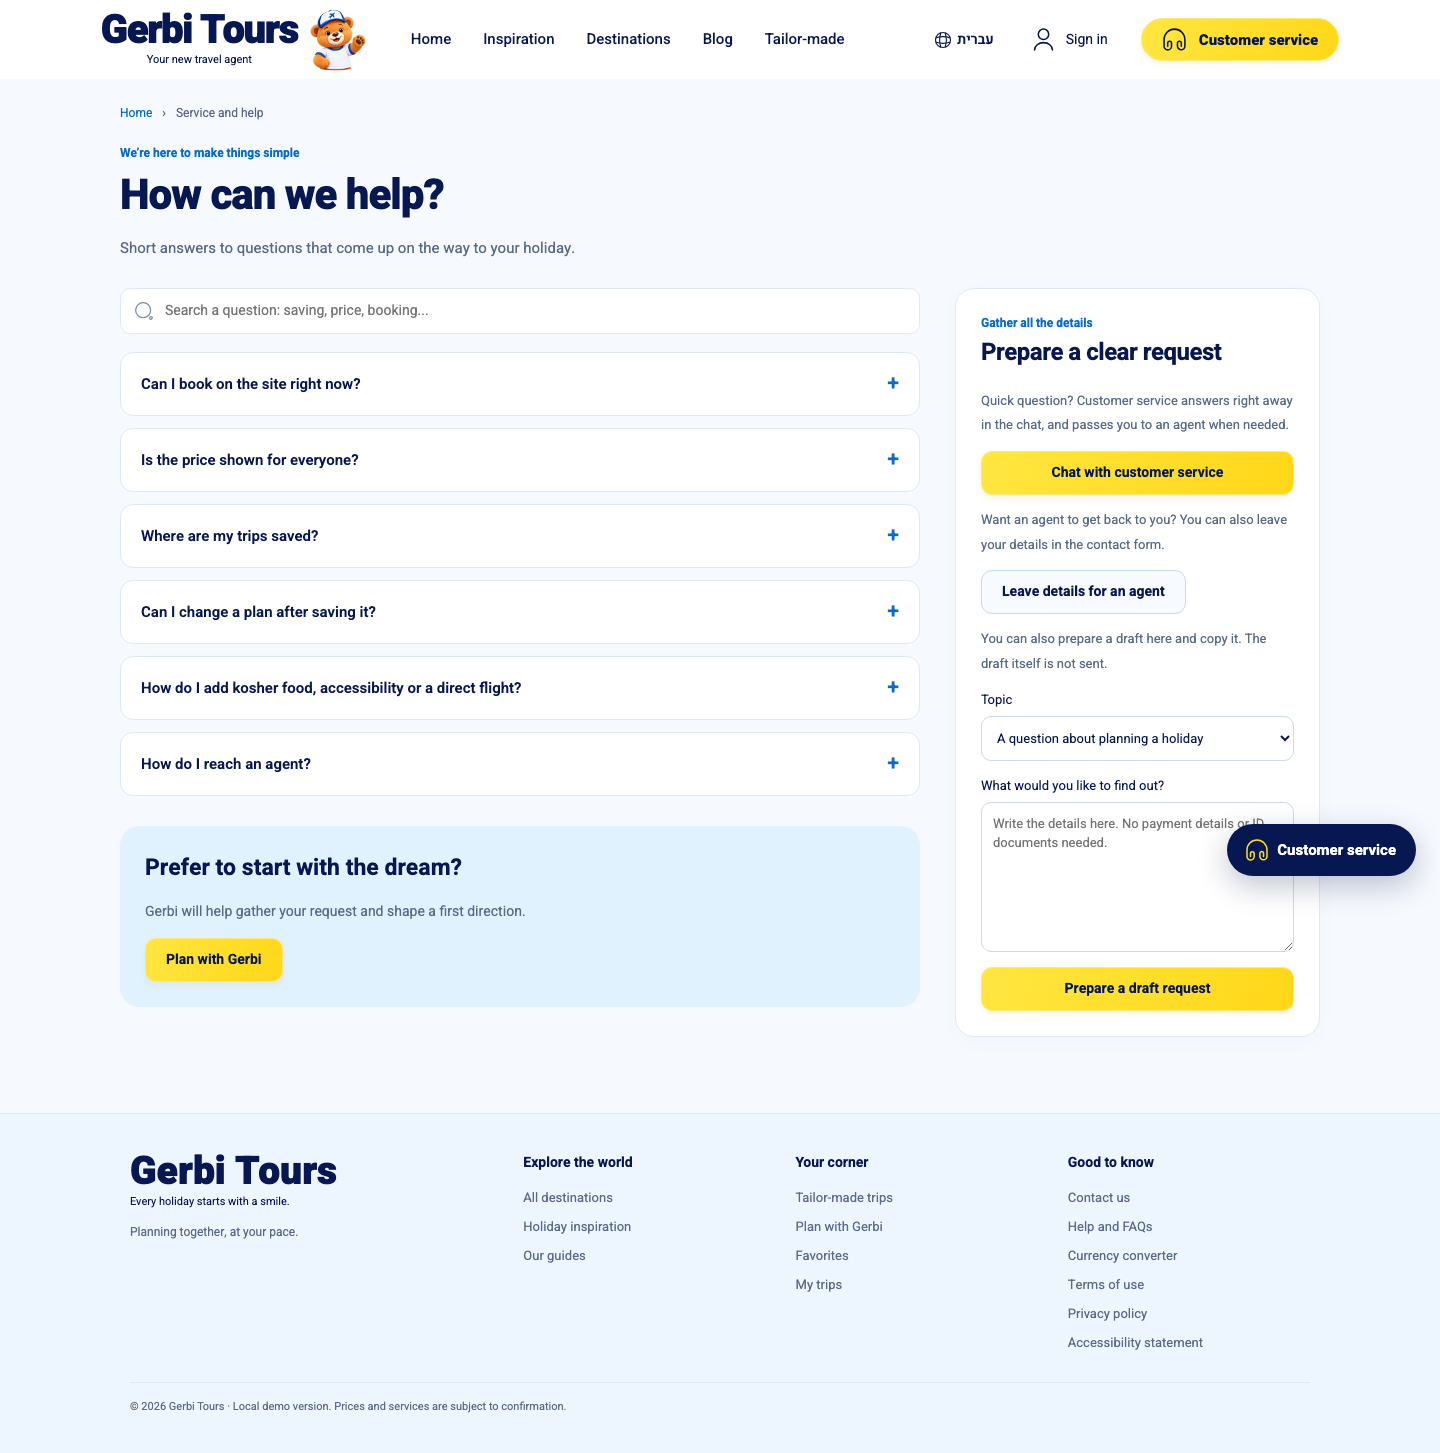 Gerbi Tours
Your new travel agent
Home
Inspiration
Destinations
Blog
Tailor-made
עברית
Sign in
Customer service
Home › Service and help
We're here to make things simple
How can we help?
Short answers to questions that come up on the way to your holiday.
Search a question: saving, price, booking...
Can I book on the site right now?
Is the price shown for everyone?
Where are my trips saved?
Can I change a plan after saving it?
How do I add kosher food, accessibility or a direct flight?
How do I reach an agent?
Prefer to start with the dream?
Gerbi will help gather your request and shape a first direction.
Plan with Gerbi
Gather all the details
Prepare a clear request
Quick question? Customer service answers right away
in the chat, and passes you to an agent when needed.
Chat with customer service
Want an agent to get back to you? You can also leave
your details in the contact form.
Leave details for an agent
You can also prepare a draft here and copy it. The
draft itself is not sent.
Topic
A question about planning a holiday
What would you like to find out?
Write the details here. No payment details or ID
documents needed.
Customer service
Prepare a draft request
Gerbi Tours
Every holiday starts with a smile.
Planning together, at your pace.
Explore the world
All destinations
Holiday inspiration
Our guides
Your corner
Tailor-made trips
Plan with Gerbi
Favorites
My trips
Good to know
Contact us
Help and FAQs
Currency converter
Terms of use
Privacy policy
Accessibility statement
© 2026 Gerbi Tours · Local demo version. Prices and services are subject to confirmation.